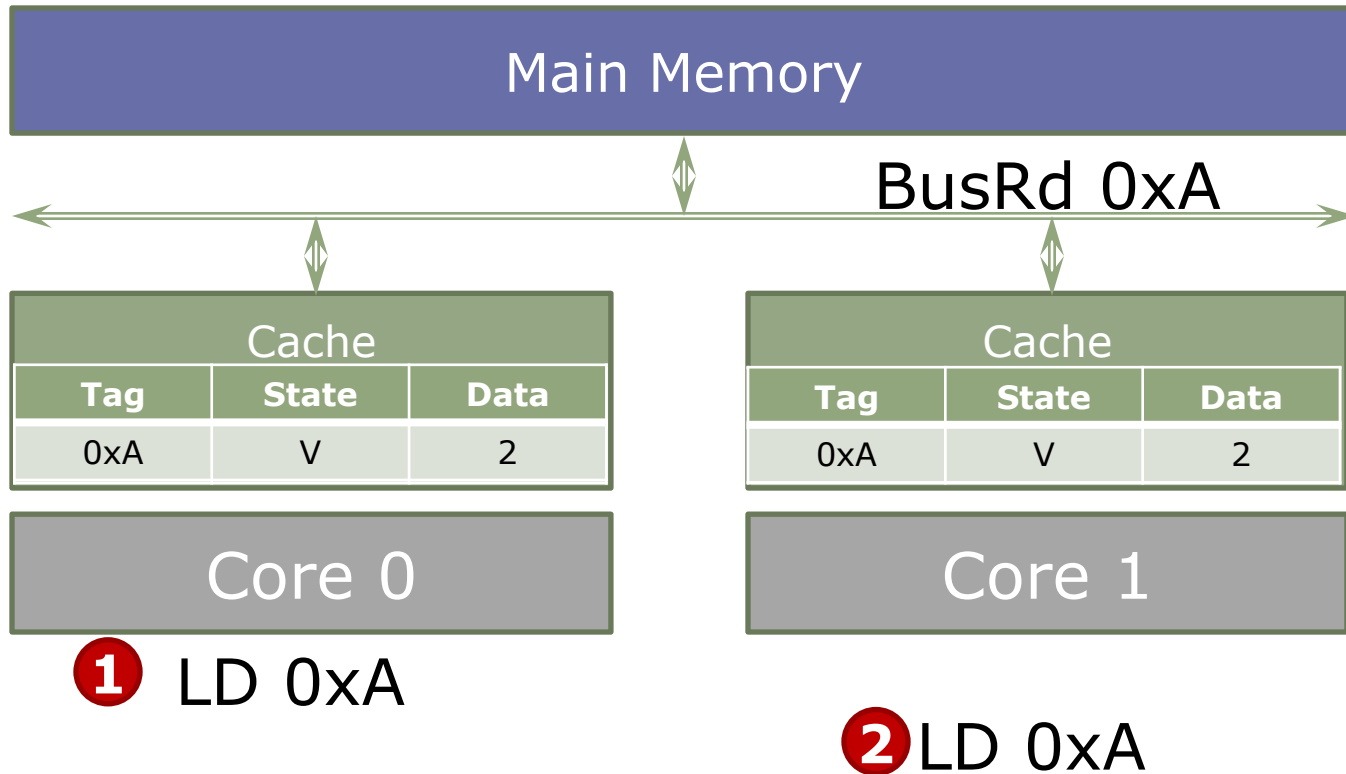 Main Memory
BusRd 0xA
Cache
Tag State Data
0xA V 2
Core 0
1 LD 0xA
Cache
Tag State Data
0xA V 2
Core 1
2 LD 0xA